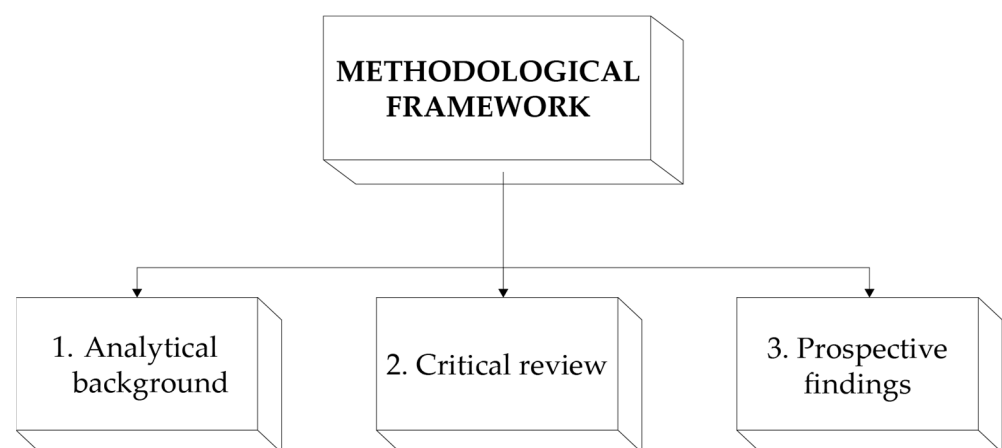 METHODOLOGICAL
FRAMEWORK
1. Analytical
background
2. Critical review
3. Prospective
findings